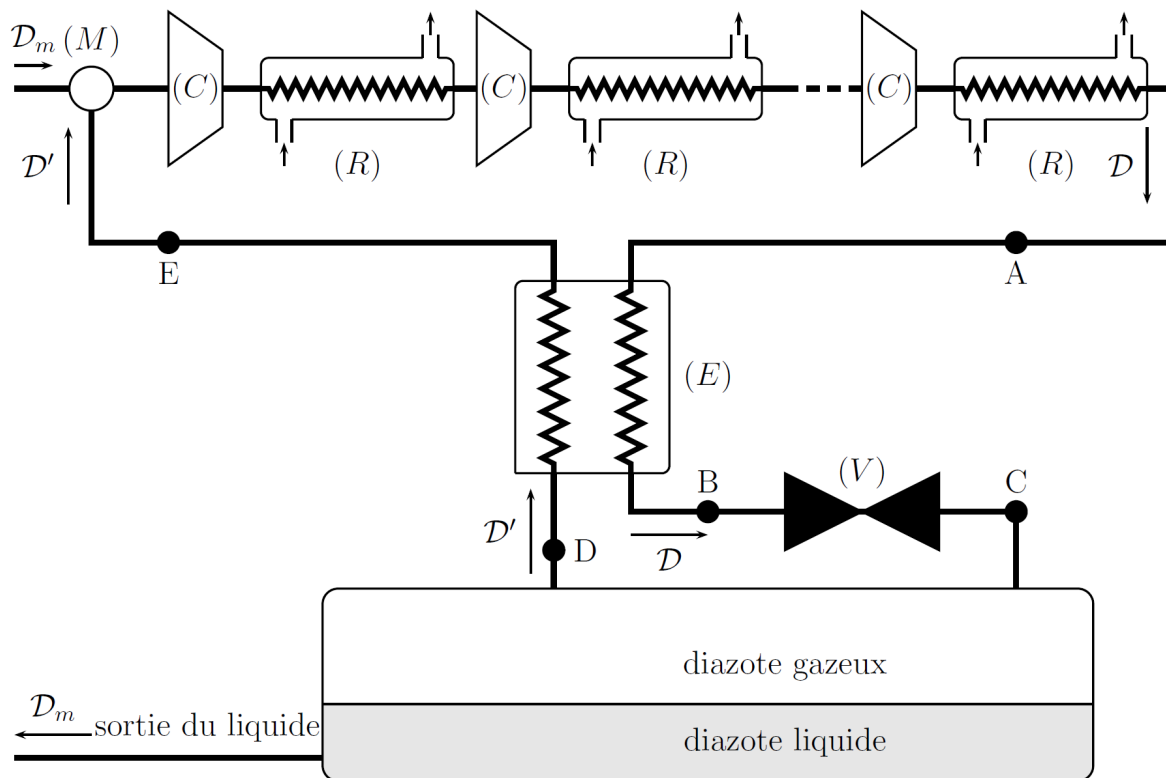 𝒟ₘ (M)
(C) (C) (C)
(R) (R) (R)
𝒟′ 𝒟
E A
(E)
B (V) C
𝒟′ D 𝒟
diazote gazeux
𝒟ₘ sortie du liquide
diazote liquide